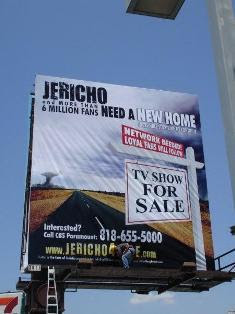 JERICHO
and MORE THAN
6 MILLION FANS NEED A NEW HOME
NETWORK NEEDED!
LOYAL FANS WILL FOLLOW
TV SHOW
FOR
SALE
Interested?
Call CBS Paramount: 818-655-5000
www.JERICHO
.com